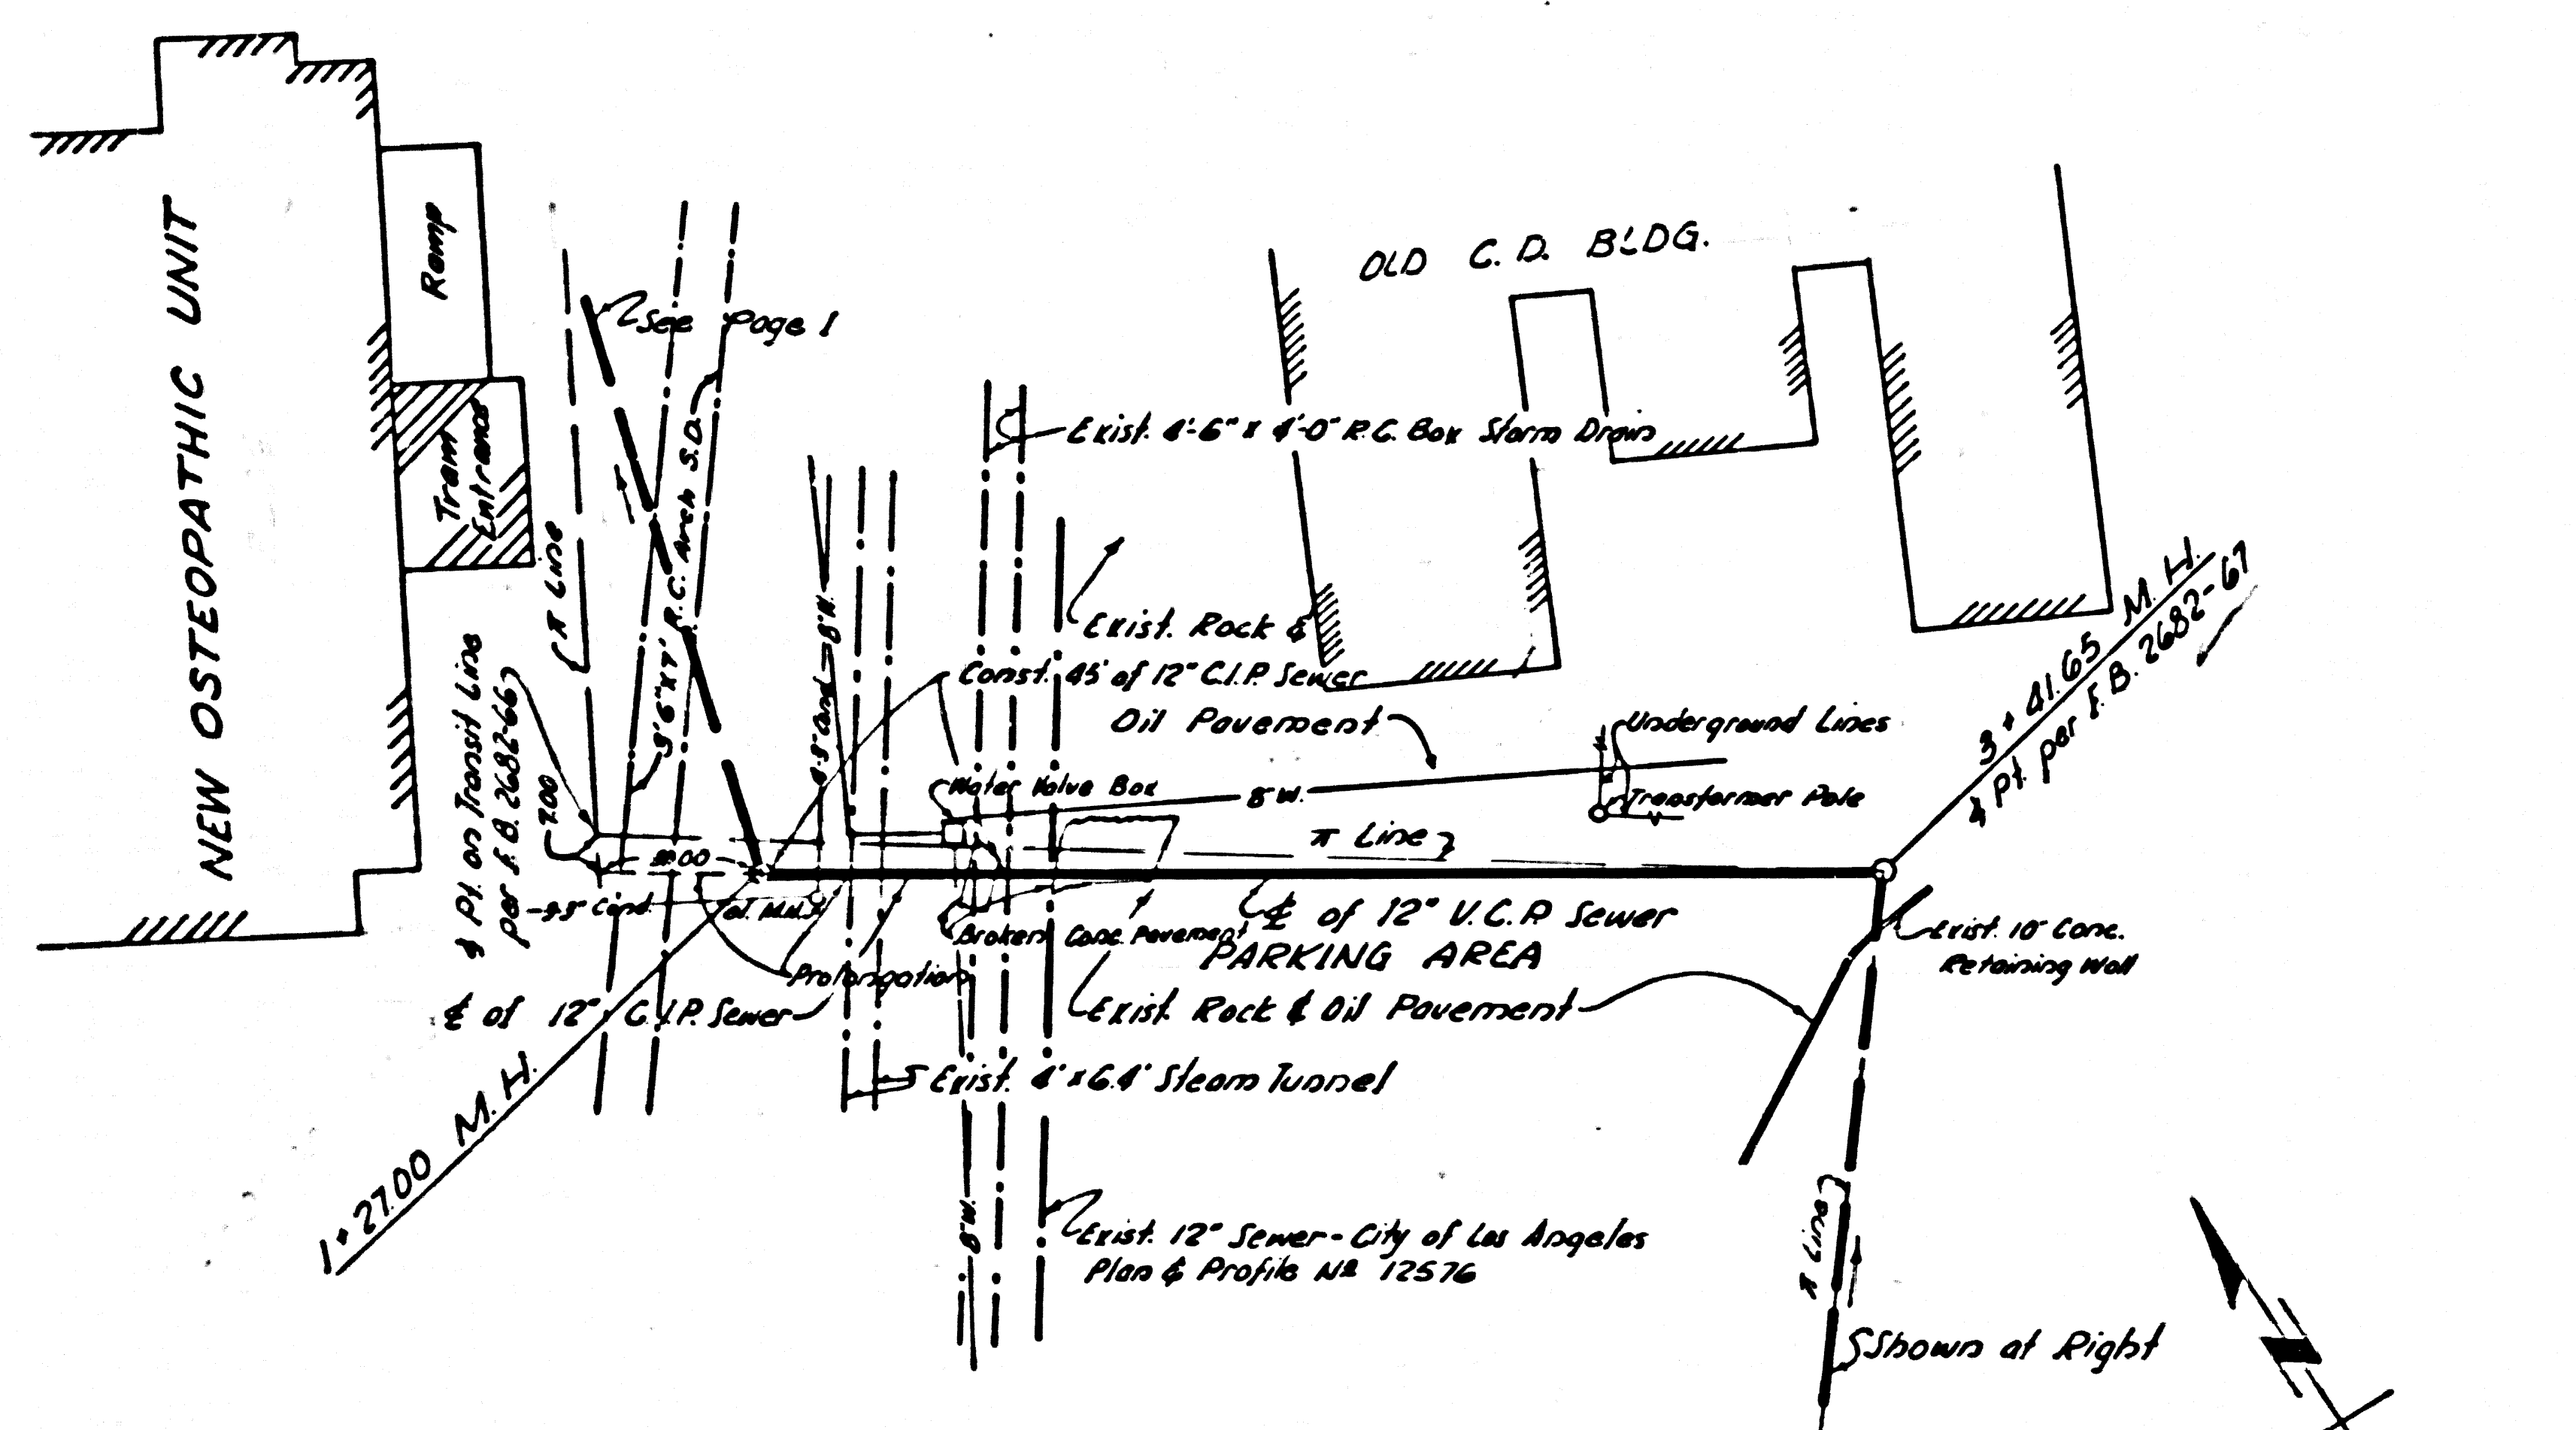 NEW OSTEOPATHIC UNIT
Ramp
Tram
Entrance
See Page 1
OLD C. D. BLDG.
Exist. 4'-6" x 4'-0" R.C. Box Storm Drain
R.C. Arch S.D.
5'6"x7'
⊼ Line
∡ Pt. on Transit Line
per F.B. 2682-66
7.00
8"W.
Exist. Rock &
Const. 45' of 12" C.I.P. Sewer
Oil Pavement
Underground Lines
Water Valve Box
8"W.
Transformer Pole
⊼ Line
3 + 41.65 M. H.
∡ Pt. per F.B. 2682-67
Broken Conc. Pavement
℄ of 12" V.C.P. Sewer
PARKING AREA
Exist. 10" Conc.
Retaining Wall
Prolongation
℄ of 12" C.I.P. Sewer
Exist. Rock & Oil Pavement
Exist. 4' x 6.4' Steam Tunnel
1 + 27.00 M. H.
8"W.
Exist. 12" Sewer - City of Los Angeles
Plan & Profile No 12576
⊼ Line
Shown at Right